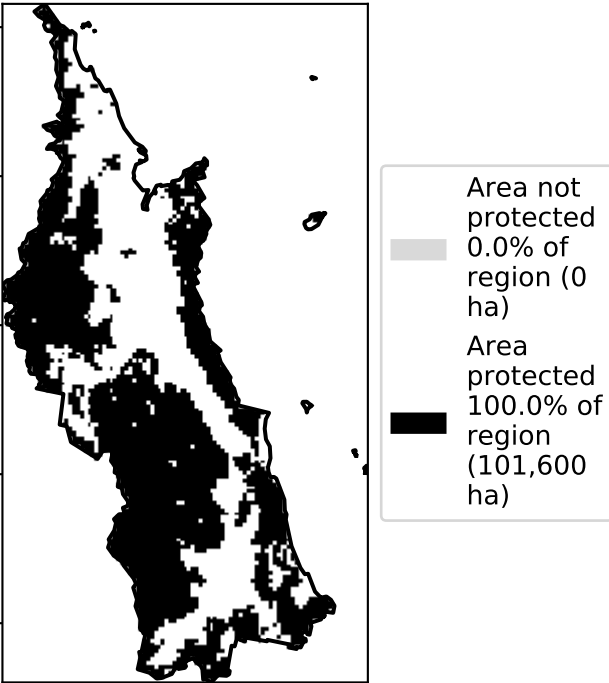 Area not
protected
0.0% of
region (0
ha)
Area
protected
100.0% of
region
(101,600
ha)